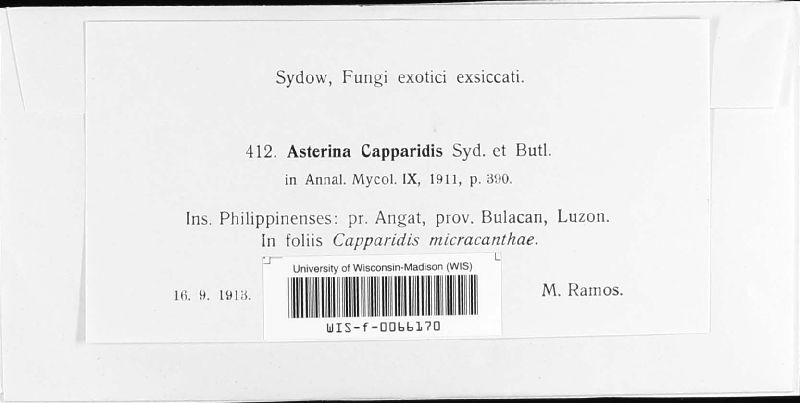 Sydow, Fungi exotici exsiccati.
412. Asterina Capparidis Syd. et Butl.
in Annal. Mycol. IX, 1911, p. 390.
Ins. Philippinenses: pr. Angat, prov. Bulacan, Luzon.
In foliis Capparidis micracanthae.
16. 9. 1913.
M. Ramos.
University of Wisconsin-Madison (WIS)
WIS-f-0066170